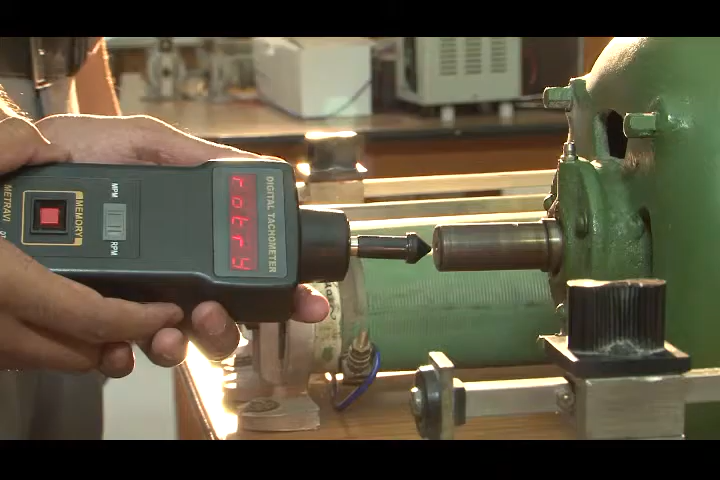 METRAVI
MEMORY
MPM
RPM
rotry
DIGITAL TACHOMETER